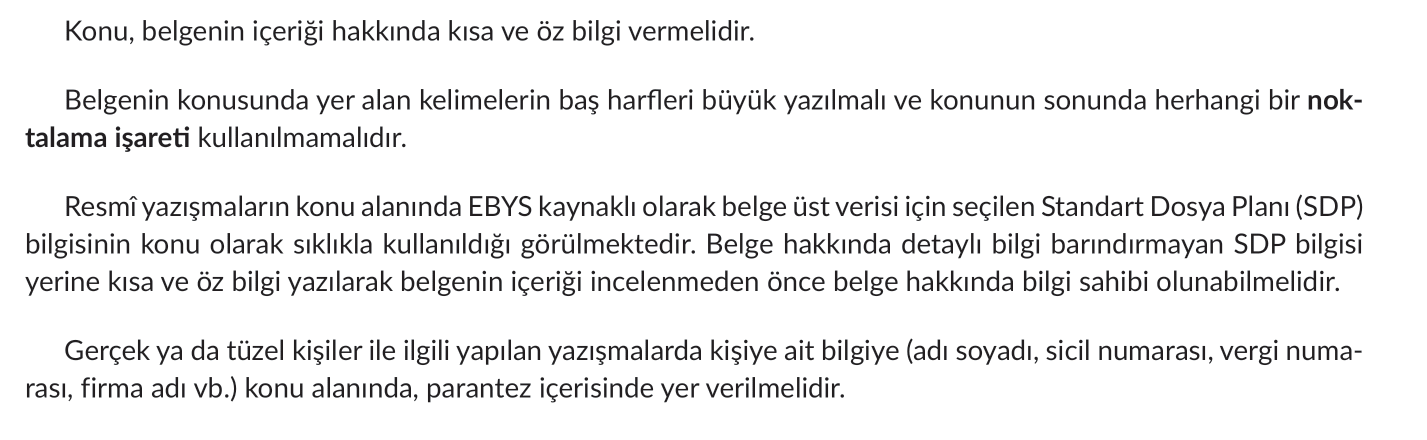 Konu, belgenin içeriği hakkında kısa ve öz bilgi vermelidir.
Belgenin konusunda yer alan kelimelerin baş harfleri büyük yazılmalı ve konunun sonunda herhangi bir nok-
talama işareti kullanılmamalıdır.
Resmî yazışmaların konu alanında EBYS kaynaklı olarak belge üst verisi için seçilen Standart Dosya Planı (SDP)
bilgisinin konu olarak sıklıkla kullanıldığı görülmektedir. Belge hakkında detaylı bilgi barındırmayan SDP bilgisi
yerine kısa ve öz bilgi yazılarak belgenin içeriği incelenmeden önce belge hakkında bilgi sahibi olunabilmelidir.
Gerçek ya da tüzel kişiler ile ilgili yapılan yazışmalarda kişiye ait bilgiye (adı soyadı, sicil numarası, vergi numa-
rası, firma adı vb.) konu alanında, parantez içerisinde yer verilmelidir.